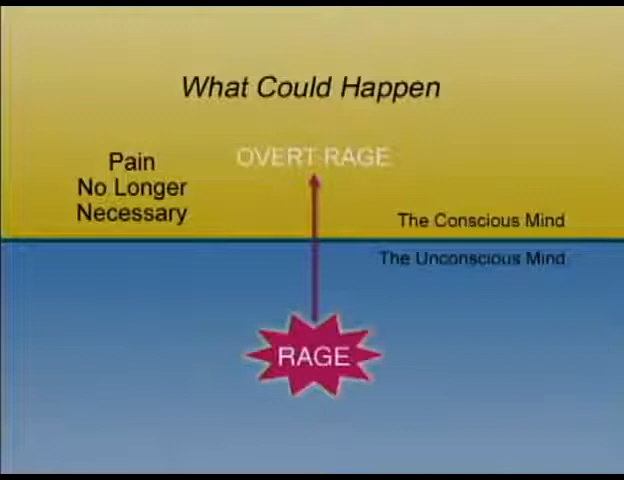 What Could Happen
Pain
No Longer
Necessary
OVERT RAGE
The Conscious Mind
The Unconscious Mind
RAGE